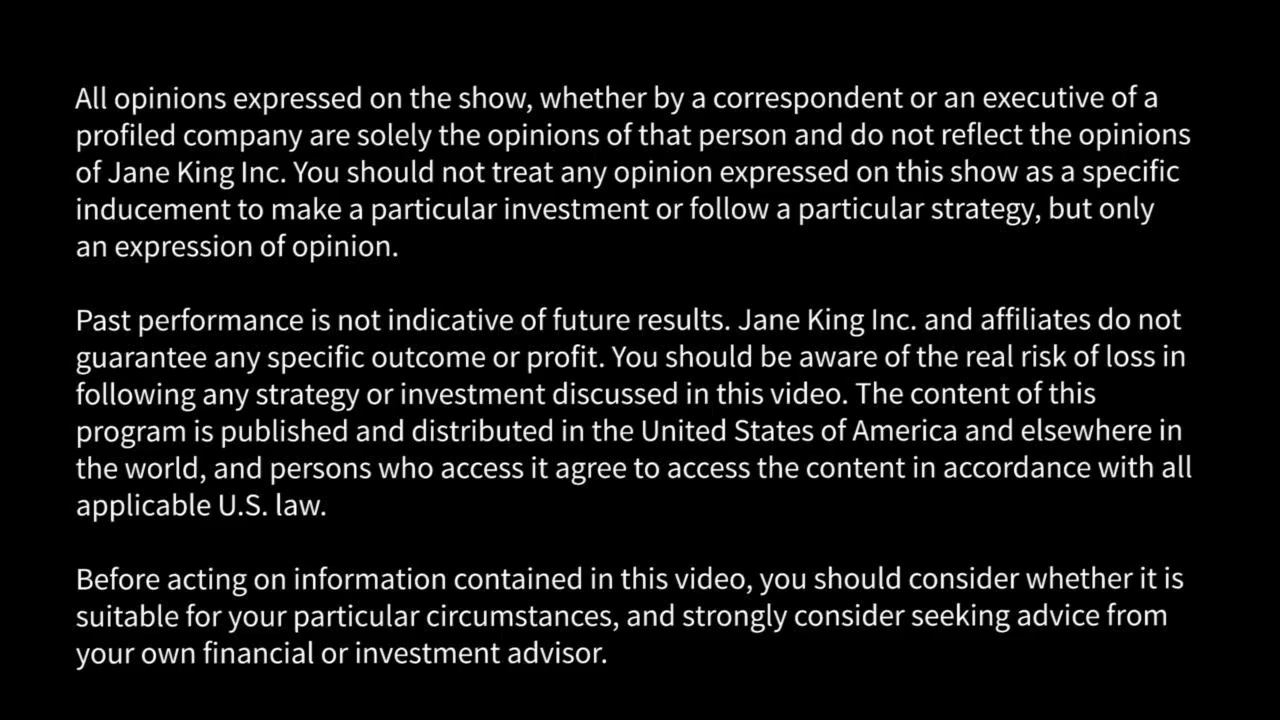 All opinions expressed on the show, whether by a correspondent or an executive of a
profiled company are solely the opinions of that person and do not reflect the opinions
of Jane King Inc. You should not treat any opinion expressed on this show as a specific
inducement to make a particular investment or follow a particular strategy, but only
an expression of opinion.
Past performance is not indicative of future results. Jane King Inc. and affiliates do not
guarantee any specific outcome or profit. You should be aware of the real risk of loss in
following any strategy or investment discussed in this video. The content of this
program is published and distributed in the United States of America and elsewhere in
the world, and persons who access it agree to access the content in accordance with all
applicable U.S. law.
Before acting on information contained in this video, you should consider whether it is
suitable for your particular circumstances, and strongly consider seeking advice from
your own financial or investment advisor.